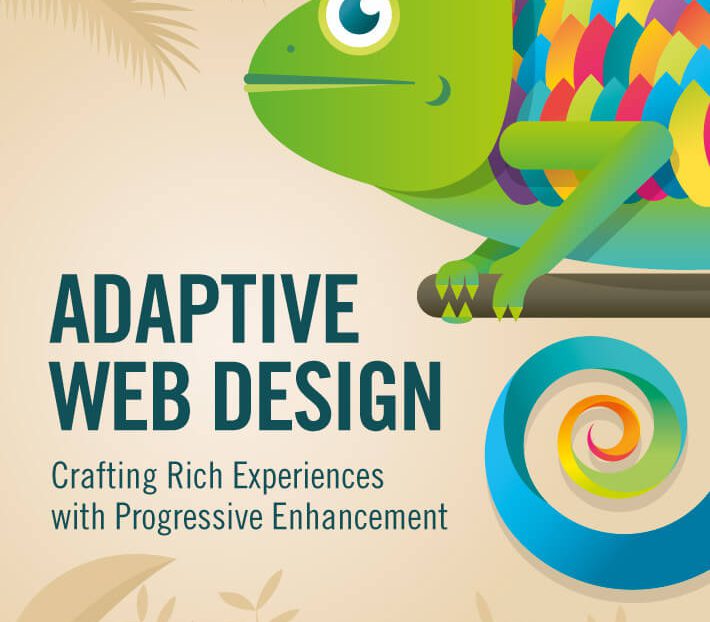 ADAPTIVE
WEB DESIGN
Crafting Rich Experiences
with Progressive Enhancement